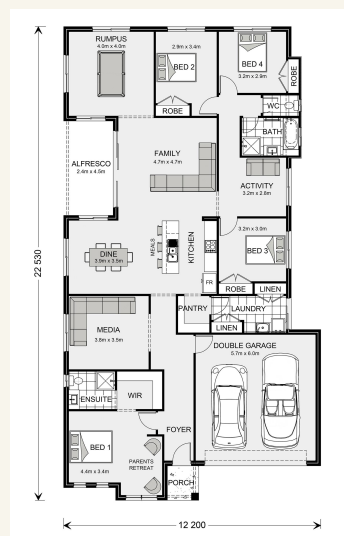 RUMPUS
4.0m x 4.0m
2.9m x 3.4m
BED 2
BED 4
3.2m x 2.9m
ROBE
ROBE
WC
BATH
FAMILY
4.7m x 4.7m
ALFRESCO
2.4m x 4.5m
ACTIVITY
3.2m x 2.8m
3.2m x 3.0m
BED 3
KITCHEN
MEALS
DINE
3.9m x 3.5m
FR
ROBE
LINEN
PANTRY
LAUNDRY
LINEN
MEDIA
3.8m x 3.5m
DOUBLE GARAGE
5.7m x 6.0m
ENSUITE
WIR
FOYER
BED 1
4.4m x 3.4m
PARENTS
RETREAT
PORCH
22 530
12 200